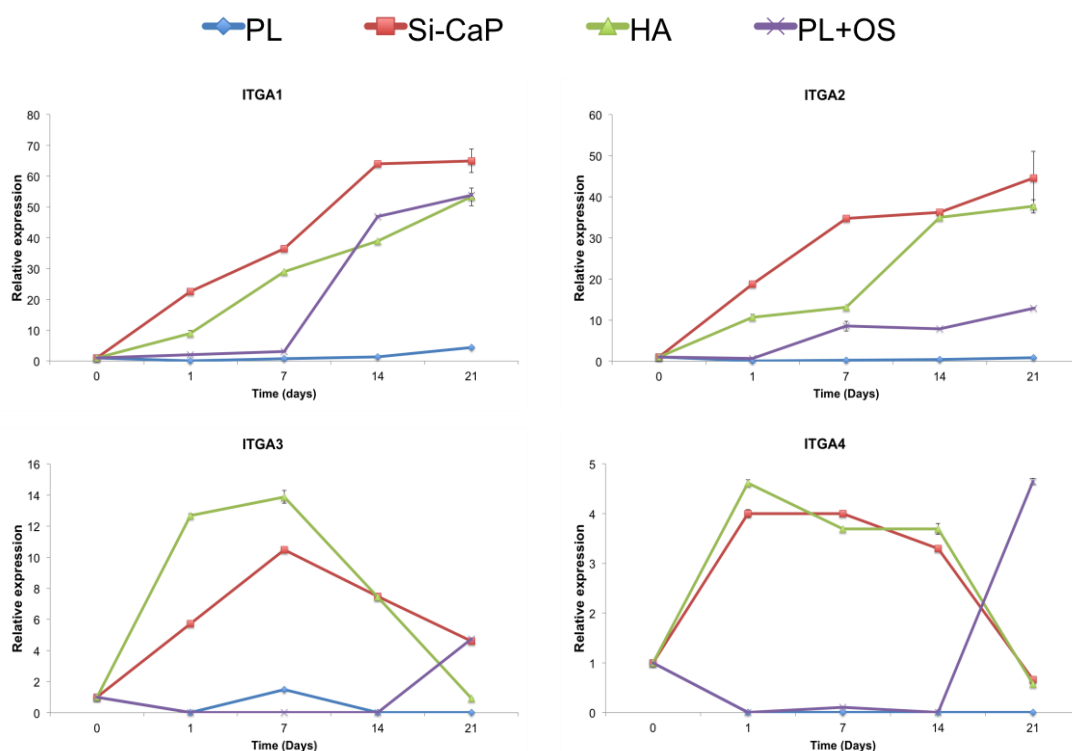 PL Si-CaP HA PL+OS
ITGA1
80
70
60
50
40
30
20
10
0
Relative expression
0 1 7 14 21
Time (days)
ITGA2
60
50
40
30
20
10
0
Relative expression
0 1 7 14 21
Time (Days)
ITGA3
16
14
12
10
8
6
4
2
0
Relative expression
0 1 7 14 21
Time (Days)
ITGA4
5
4
3
2
1
0
Relative expression
0 1 7 14 21
Time (Days)